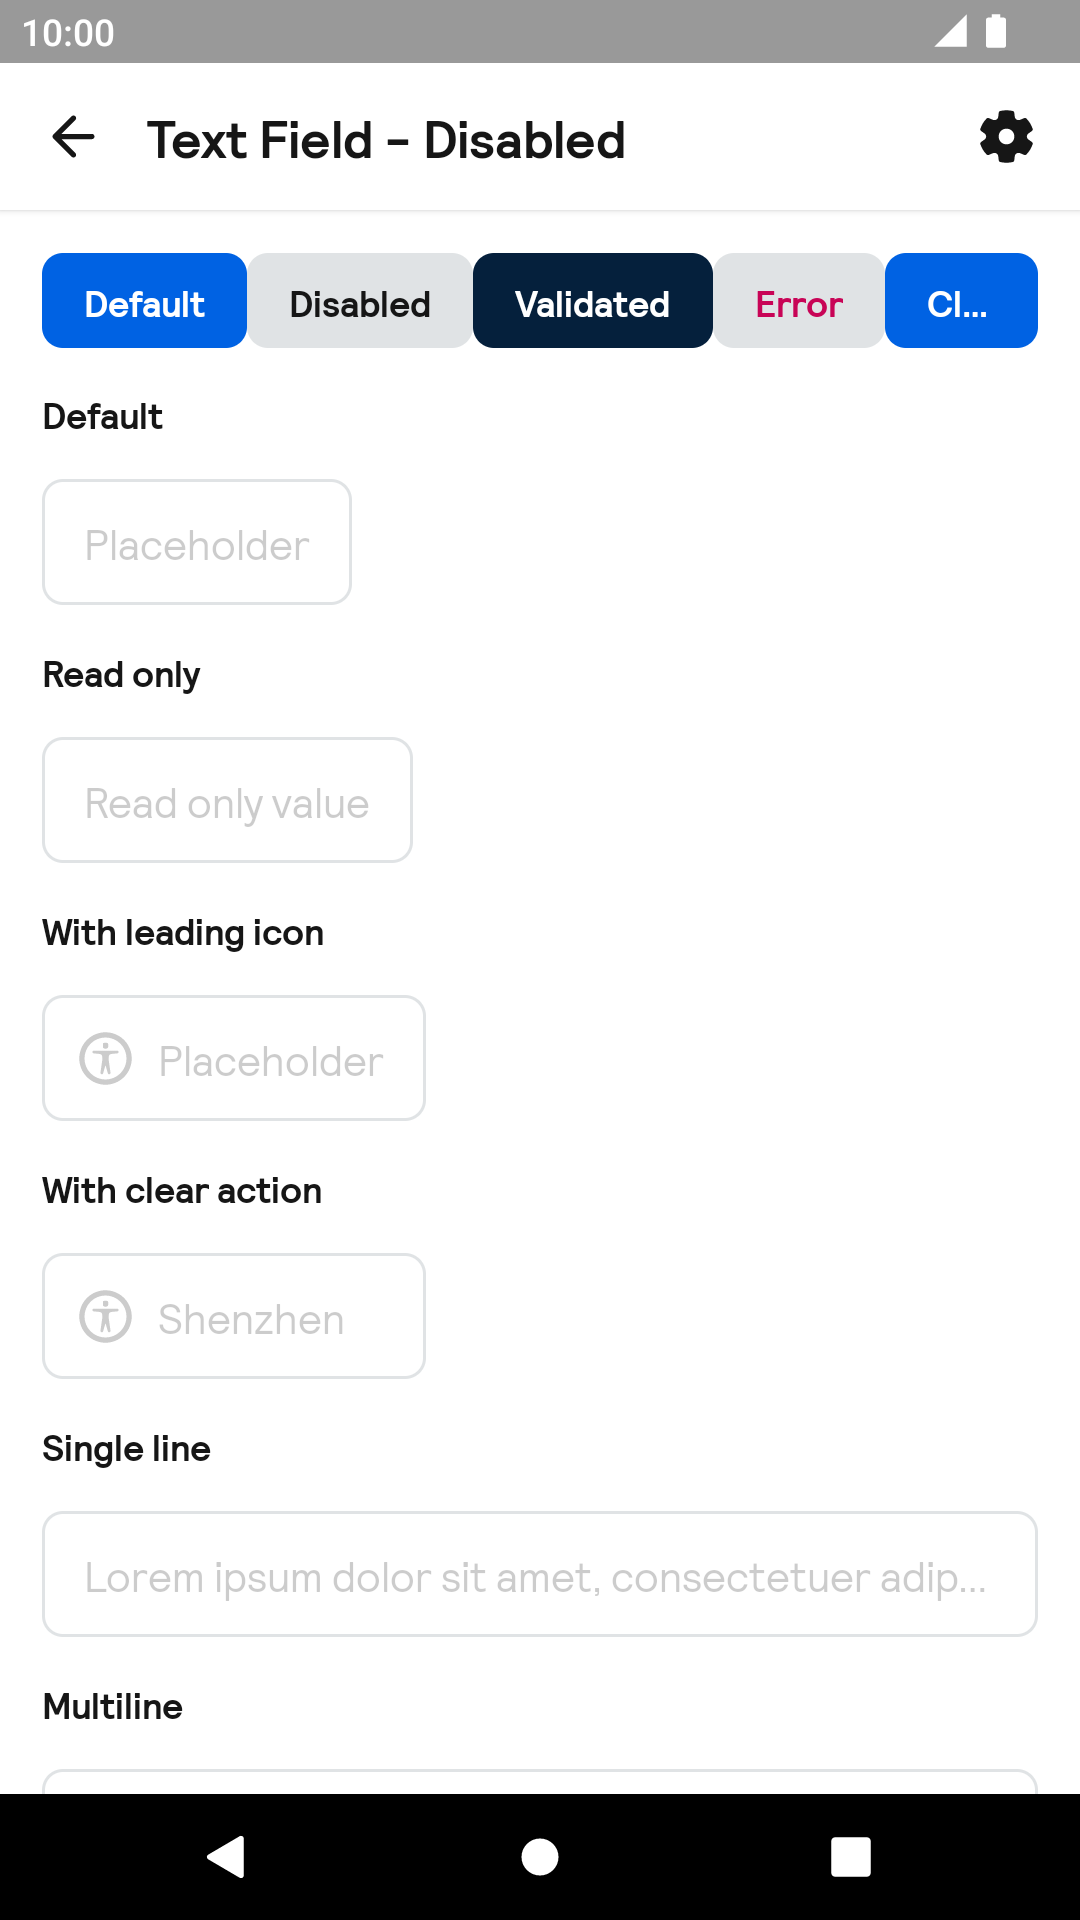 10:00
Text Field - Disabled
Default Disabled Validated Error Cl...
Default
Placeholder
Read only
Read only value
With leading icon
Placeholder
With clear action
Shenzhen
Single line
Lorem ipsum dolor sit amet, consectetuer adip...
Multiline